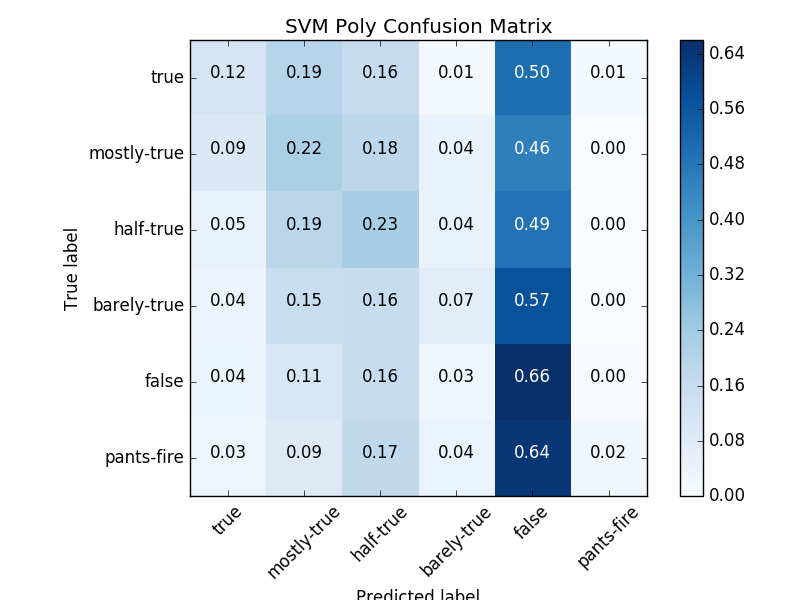 SVM Poly Confusion Matrix
true 0.12 0.19 0.16 0.01 0.50 0.01
mostly-true 0.09 0.22 0.18 0.04 0.46 0.00
half-true 0.05 0.19 0.23 0.04 0.49 0.00
barely-true 0.04 0.15 0.16 0.07 0.57 0.00
false 0.04 0.11 0.16 0.03 0.66 0.00
pants-fire 0.03 0.09 0.17 0.04 0.64 0.02
True label
true mostly-true half-true barely-true false pants-fire
Predicted label
0.64
0.56
0.48
0.40
0.32
0.24
0.16
0.08
0.00